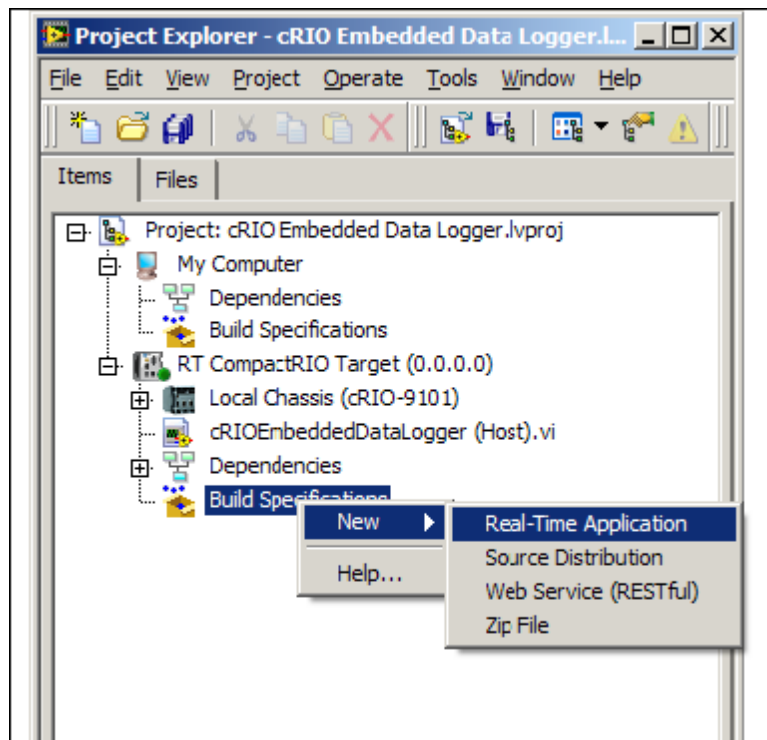 Project Explorer - cRIO Embedded Data Logger.l...
File Edit View Project Operate Tools Window Help
Items Files
Project: cRIO Embedded Data Logger.lvproj
My Computer
Dependencies
Build Specifications
RT CompactRIO Target (0.0.0.0)
Local Chassis (cRIO-9101)
cRIOEmbeddedDataLogger (Host).vi
Dependencies
Build Specifications
New
Help...
Real-Time Application
Source Distribution
Web Service (RESTful)
Zip File